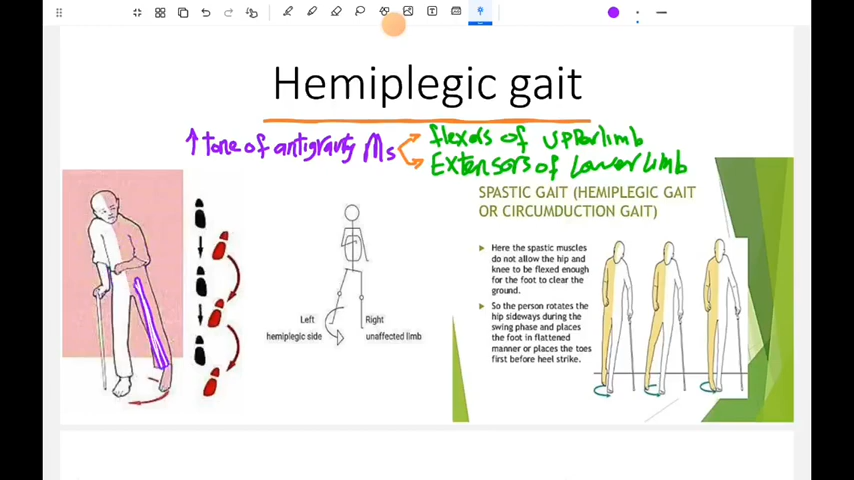 Hemiplegic gait
↑ tone of antigravity Ms
flexors of upper limb
Extensors of Lower limb
SPASTIC GAIT (HEMIPLEGIC GAIT
OR CIRCUMDUCTION GAIT)
Here the spastic muscles
do not allow the hip and
knee to be flexed enough
for the foot to clear the
ground.
So the person rotates the
hip sideways during the
swing phase and places
the foot in flattened
manner or places the toes
first before heel strike.
Left
hemiplegic side
Right
unaffected limb